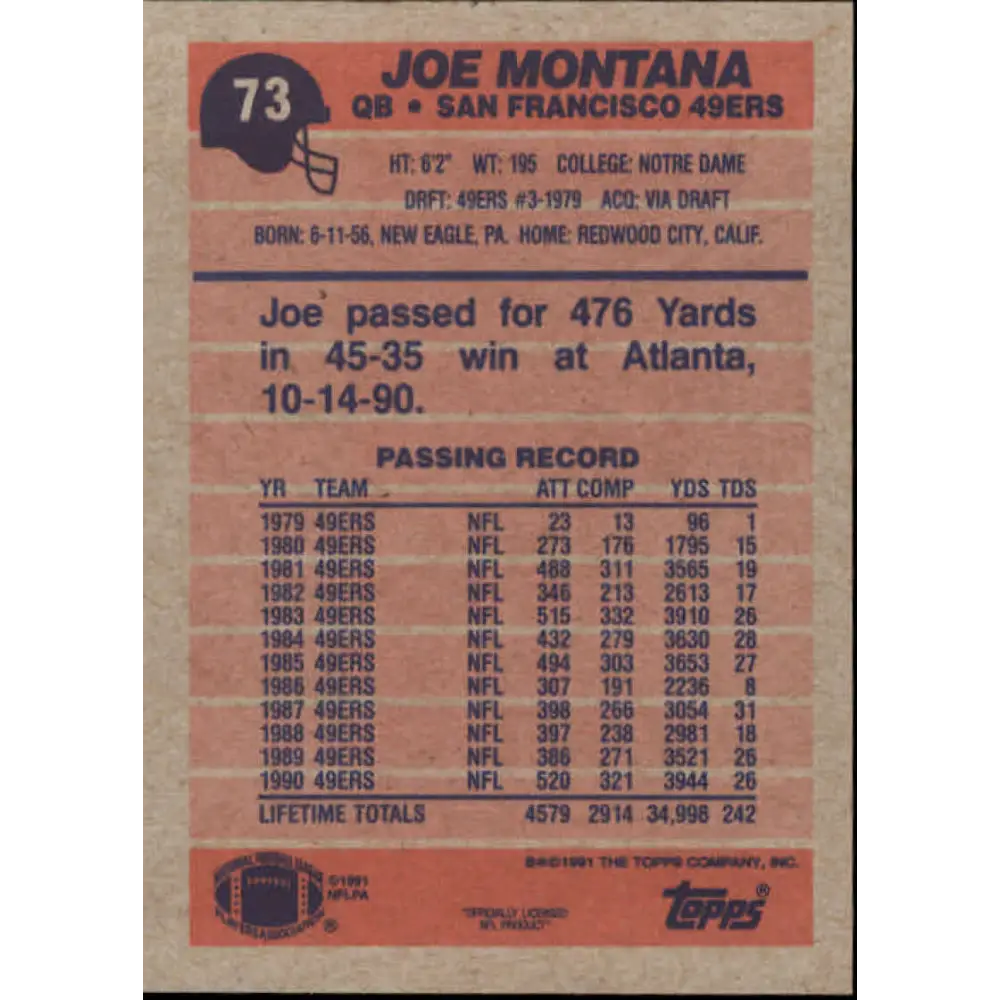 73
JOE MONTANA
QB • SAN FRANCISCO 49ERS
HT: 6'2" WT: 195 COLLEGE: NOTRE DAME
DRFT: 49ERS #3-1979 ACQ: VIA DRAFT
BORN: 6-11-56, NEW EAGLE, PA. HOME: REDWOOD CITY, CALIF.
Joe passed for 476 Yards
in 45-35 win at Atlanta,
10-14-90.
PASSING RECORD
YR TEAM ATT COMP YDS TDS
1979 49ERS NFL 23 13 96 1
1980 49ERS NFL 273 176 1795 15
1981 49ERS NFL 488 311 3565 19
1982 49ERS NFL 346 213 2613 17
1983 49ERS NFL 515 332 3910 26
1984 49ERS NFL 432 279 3630 28
1985 49ERS NFL 494 303 3653 27
1986 49ERS NFL 307 191 2236 8
1987 49ERS NFL 398 266 3054 31
1988 49ERS NFL 397 238 2981 18
1989 49ERS NFL 386 271 3521 26
1990 49ERS NFL 520 321 3944 26
LIFETIME TOTALS 4579 2914 34,998 242
NATIONAL FOOTBALL LEAGUE
PLAYERS ASSOCIATION ®
©1991
NFLPA
"OFFICIALLY LICENSED
NFL PRODUCT"
©1991 THE TOPPS COMPANY, INC.
Topps®